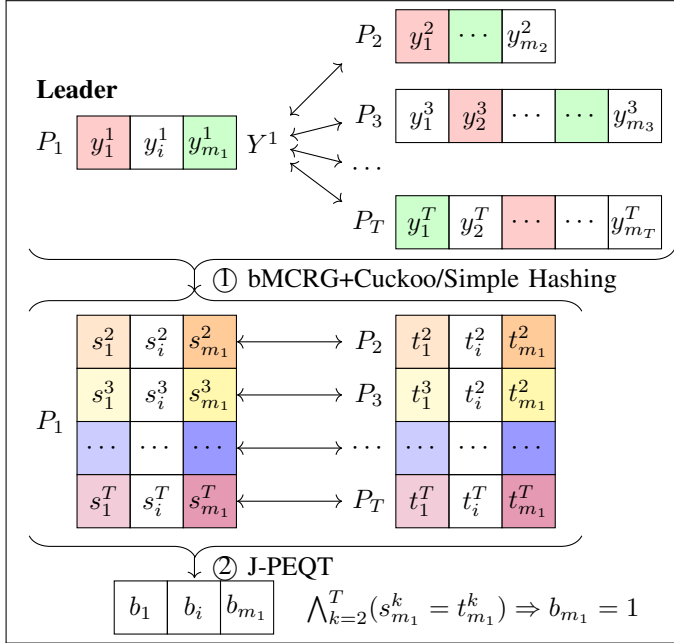 P_2 y_1^2 ⋯ y_{m_2}^2
Leader
P_3 y_1^3 y_2^3 ⋯ ⋯ y_{m_3}^3
P_1 y_1^1 y_i^1 y_{m_1}^1 Y^1
⋯
P_T y_1^T y_2^T ⋯ ⋯ y_{m_T}^T
① bMCRG+Cuckoo/Simple Hashing
s_1^2 s_i^2 s_{m_1}^2 P_2 t_1^2 t_i^2 t_{m_1}^2
s_1^3 s_i^3 s_{m_1}^3 P_3 t_1^3 t_i^2 t_{m_1}^2
P_1
⋯ ⋯ ⋯ ⋯ ⋯ ⋯ ⋯
s_1^T s_i^T s_{m_1}^T P_T t_1^T t_i^T t_{m_1}^T
② J-PEQT
b_1 b_i b_{m_1} ⋀_{k=2}^T(s_{m_1}^k = t_{m_1}^k) ⇒ b_{m_1} = 1